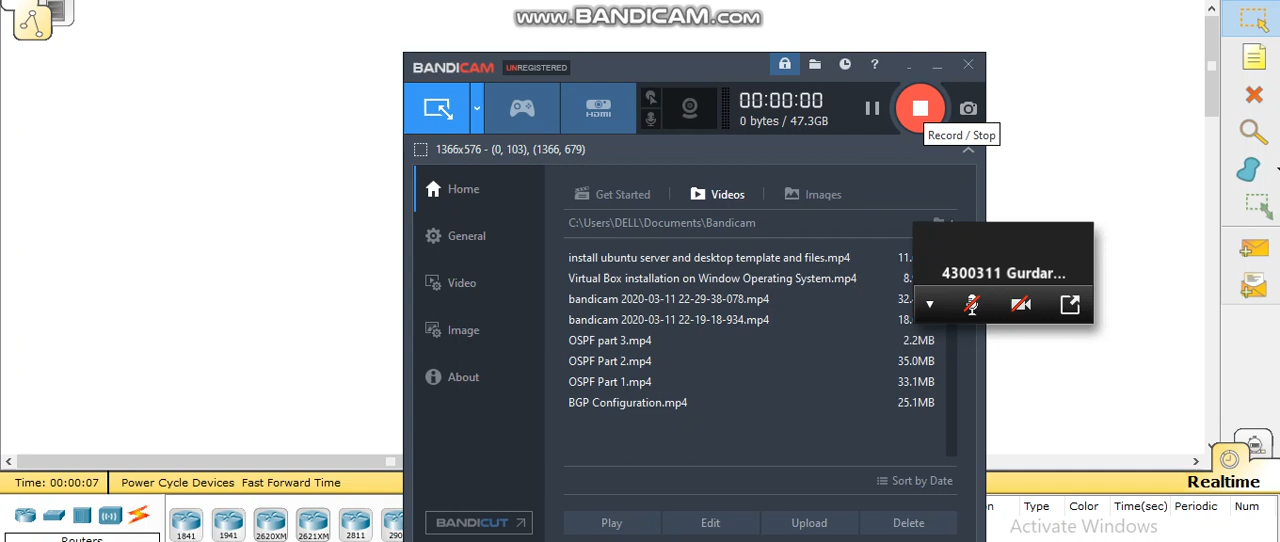 www.BANDICAM.com
BANDICAM UNREGISTERED
?
HDMI
00:00:00
0 bytes / 47.3GB
Record / Stop
1366x576 - (0, 103), (1366, 679)
Home
General
Video
Image
About
Get Started
Videos
Images
C:\Users\DELL\Documents\Bandicam
install ubuntu server and desktop template and files.mp4
Virtual Box installation on Window Operating System.mp4
bandicam 2020-03-11 22-29-38-078.mp4
bandicam 2020-03-11 22-19-18-934.mp4
OSPF part 3.mp4 2.2MB
OSPF Part 2.mp4 35.0MB
OSPF Part 1.mp4 33.1MB
BGP Configuration.mp4 25.1MB
4300311 Gurdar...
Sort by Date
BANDICUT
Play Edit Upload Delete
Time: 00:00:07 Power Cycle Devices Fast Forward Time
Realtime
Type Color Time(sec) Periodic Num
Activate Windows
1841 1941 2620XM 2621XM 2811
Routers